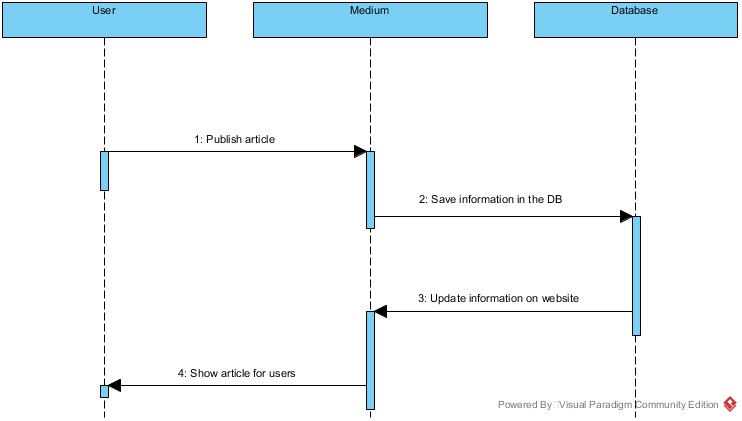 User
Medium
Database
1: Publish article
2: Save information in the DB
3: Update information on website
4: Show article for users
Powered By Visual Paradigm Community Edition